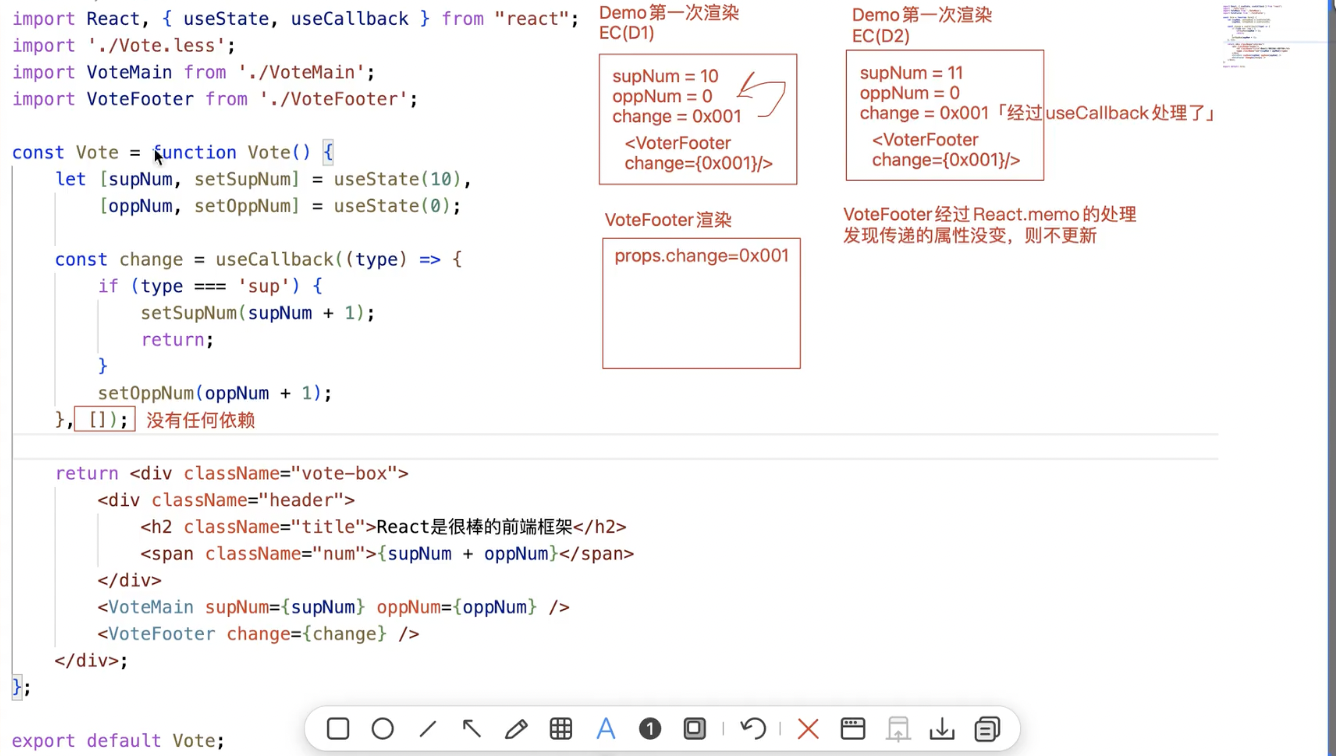 import React, { useState, useCallback } from "react";
import './Vote.less';
import VoteMain from './VoteMain';
import VoteFooter from './VoteFooter';
const Vote = function Vote() {
let [supNum, setSupNum] = useState(10),
[oppNum, setOppNum] = useState(0);
const change = useCallback((type) => {
if (type === 'sup') {
setSupNum(supNum + 1);
return;
}
setOppNum(oppNum + 1);
}, []); 没有任何依赖
return <div className="vote-box">
<div className="header">
<h2 className="title">React是很棒的前端框架</h2>
<span className="num">{supNum + oppNum}</span>
</div>
<VoteMain supNum={supNum} oppNum={oppNum} />
<VoteFooter change={change} />
</div>;
};
export default Vote;
Demo第一次渲染
EC(D1)
supNum = 10
oppNum = 0
change = 0x001
<VoterFooter
change={0x001}/>
VoteFooter渲染
props.change=0x001
Demo第一次渲染
EC(D2)
supNum = 11
oppNum = 0
change = 0x001「经过useCallback处理了」
<VoterFooter
change={0x001}/>
VoteFooter经过React.memo的处理
发现传递的属性没变，则不更新
A
1